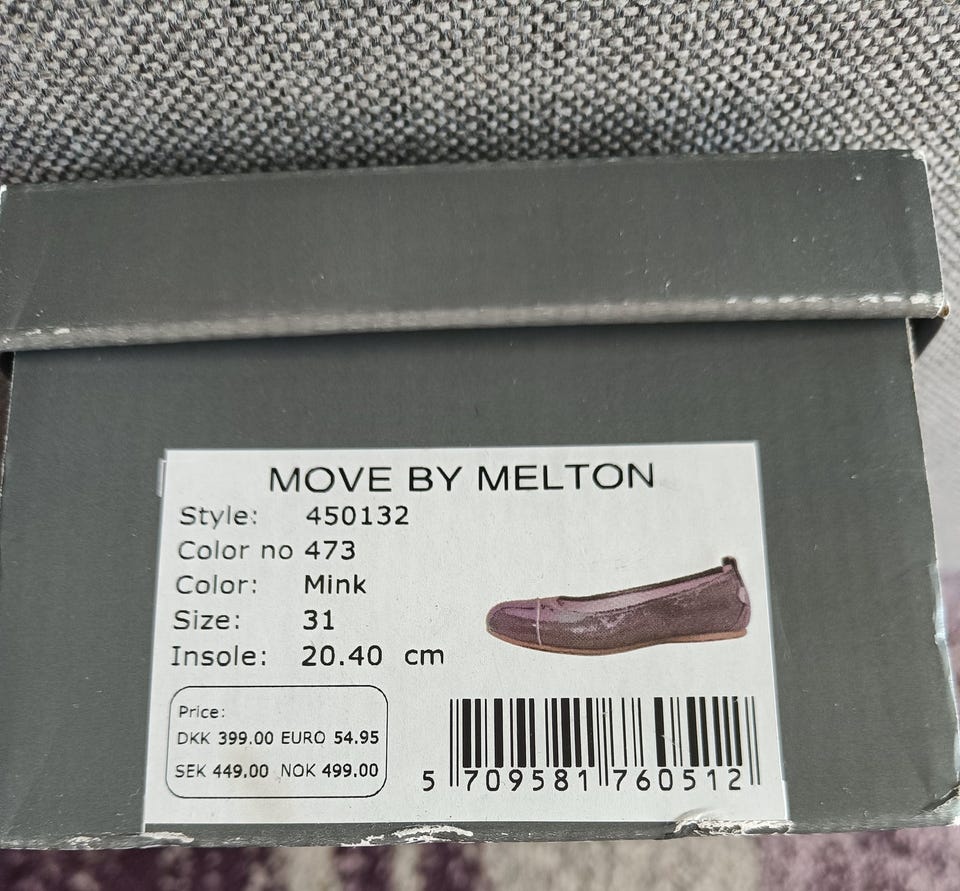 MOVE BY MELTON
Style: 450132
Color no 473
Color: Mink
Size: 31
Insole: 20.40 cm
Price:
DKK 399.00 EURO 54.95
SEK 449.00 NOK 499.00
5 709581 760512